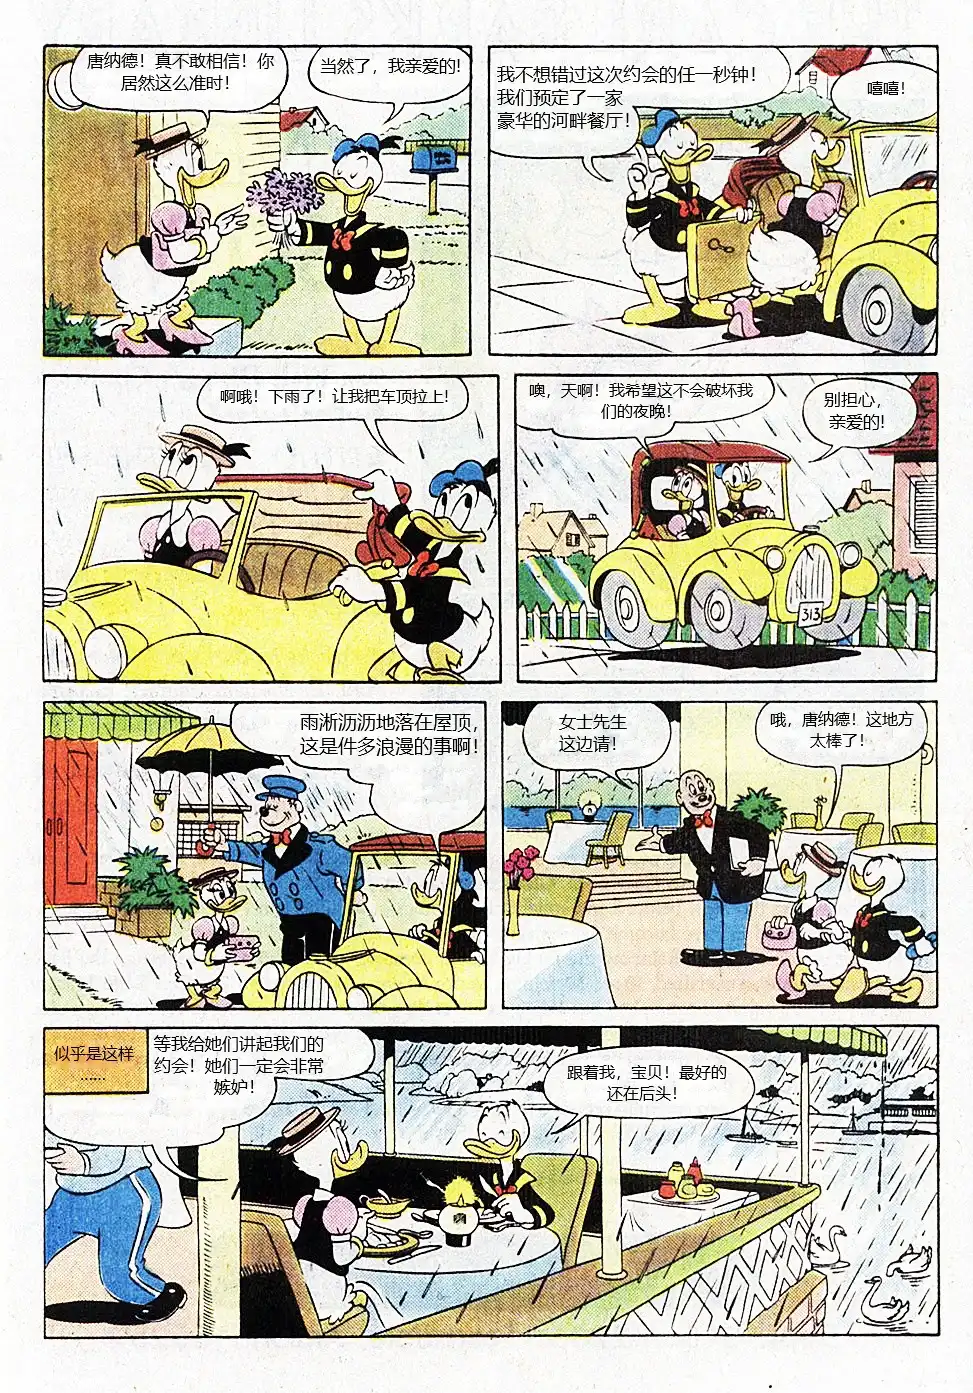 唐纳德！真不敢相信！你
居然这么准时！
当然了，我亲爱的！
我不想错过这次约会的任一秒钟！
我们预定了一家
豪华的河畔餐厅！
嘻嘻！
啊哦！下雨了！让我把车顶拉上！
噢，天啊！我希望这不会破坏我
们的夜晚！
别担心，
亲爱的！
313
雨淅沥沥地落在屋顶，
这是件多浪漫的事啊！
女士先生
这边请！
哦，唐纳德！这地方
太棒了！
似乎是这样
……
等我给她们讲起我们的
约会！她们一定会非常
嫉妒！
跟着我，宝贝！最好的
还在后头！